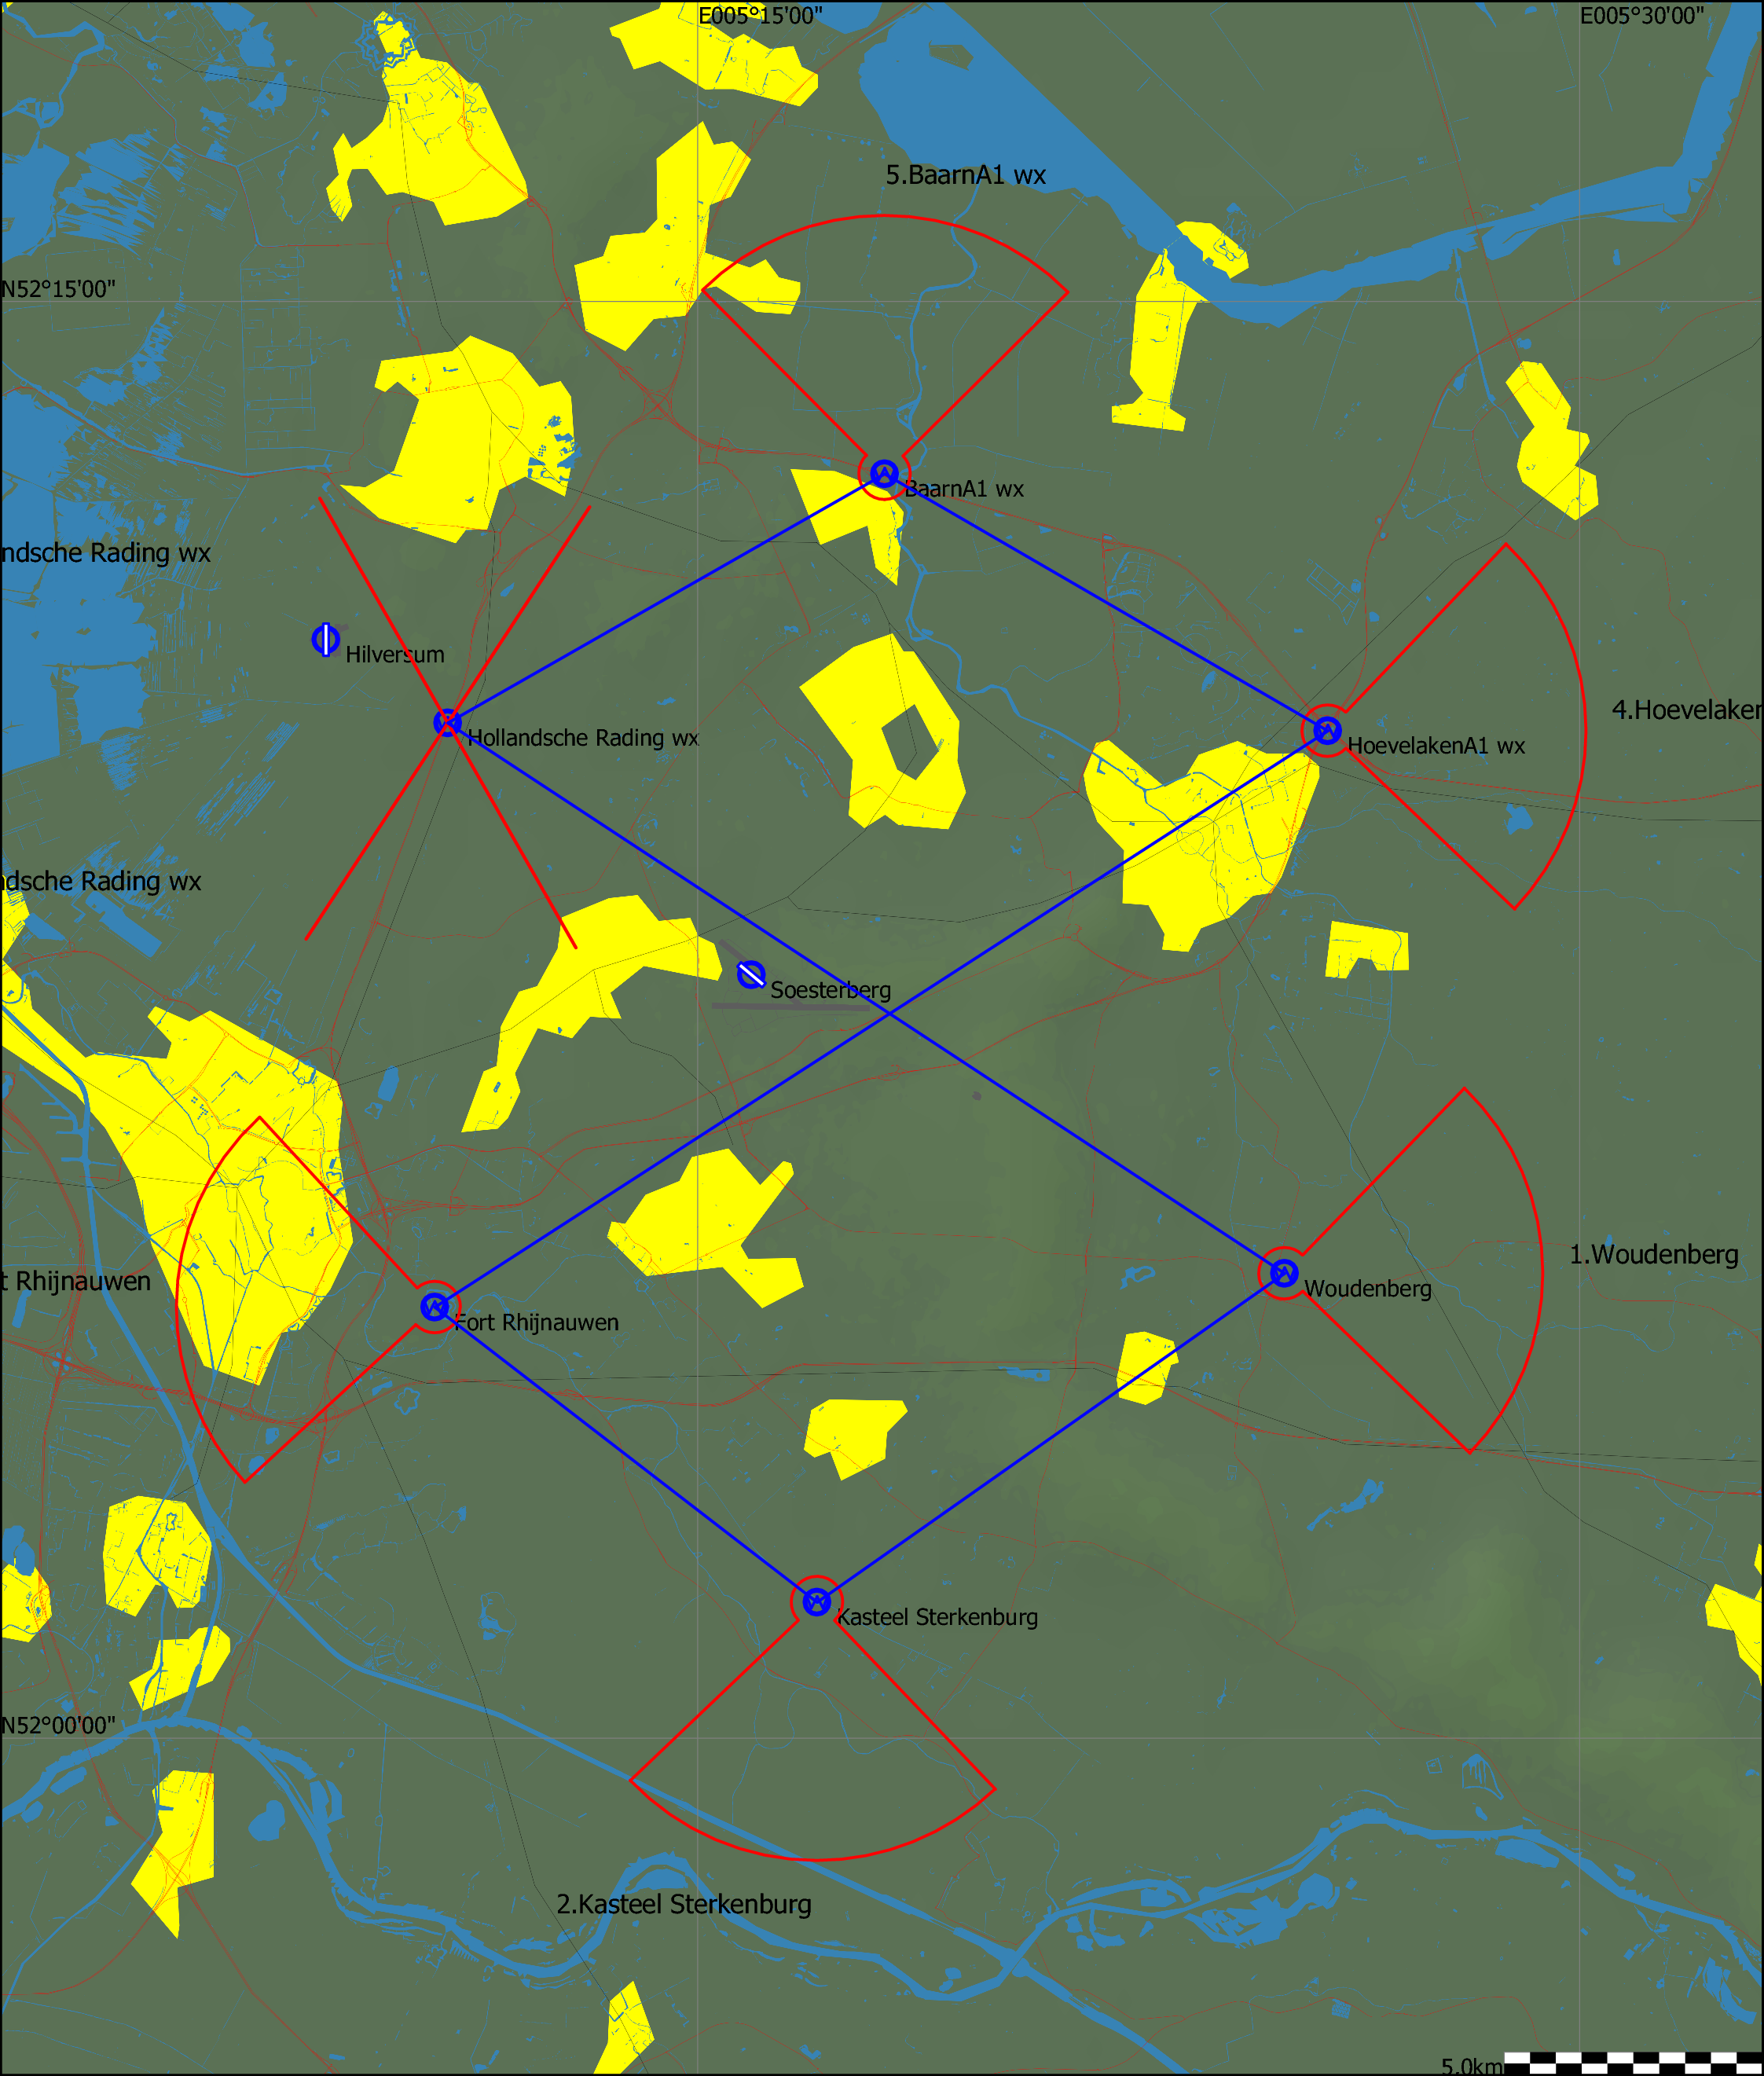 E005°15'00"
E005°30'00"
5.BaarnA1 wx
N52°15'00"
BaarnA1 wx
ndsche Rading wx
Hilversum
4.Hoevelaken
Hollandsche Rading wx
HoevelakenA1 wx
ndsche Rading wx
Soesterberg
1.Woudenberg
t Rhijnauwen
Woudenberg
Fort Rhijnauwen
Kasteel Sterkenburg
N52°00'00"
2.Kasteel Sterkenburg
5.0km